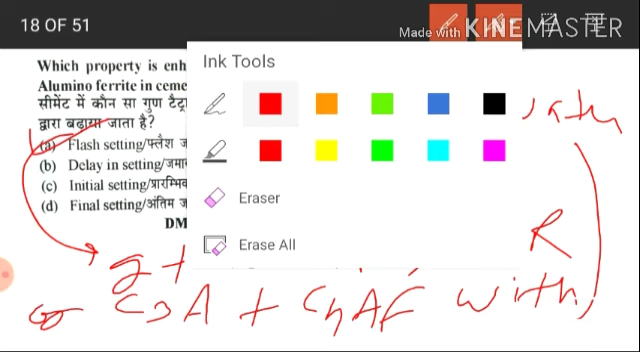 18 OF 51
Made with KINEMASTER
Which property is enh
Alumino ferrite in ceme
सीमेंट में कौन सा गुण टैट्रा
द्वारा बढ़ाया जाता है?
(a) Flash setting/फ्लैश ज
(b) Delay in setting/जमा
(c) Initial setting/प्रारम्भिक
(d) Final setting/अंतिम ज
DM
Ink Tools
Eraser
Erase All
R
C3A + C4AF with